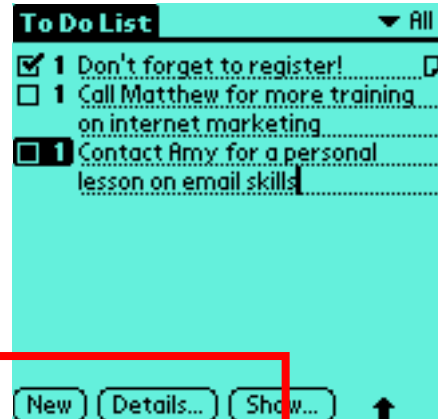 To Do List All
1 Don't forget to register!
1 Call Matthew for more training
on internet marketing
1 Contact Amy for a personal
lesson on email skills
New Details... Show...